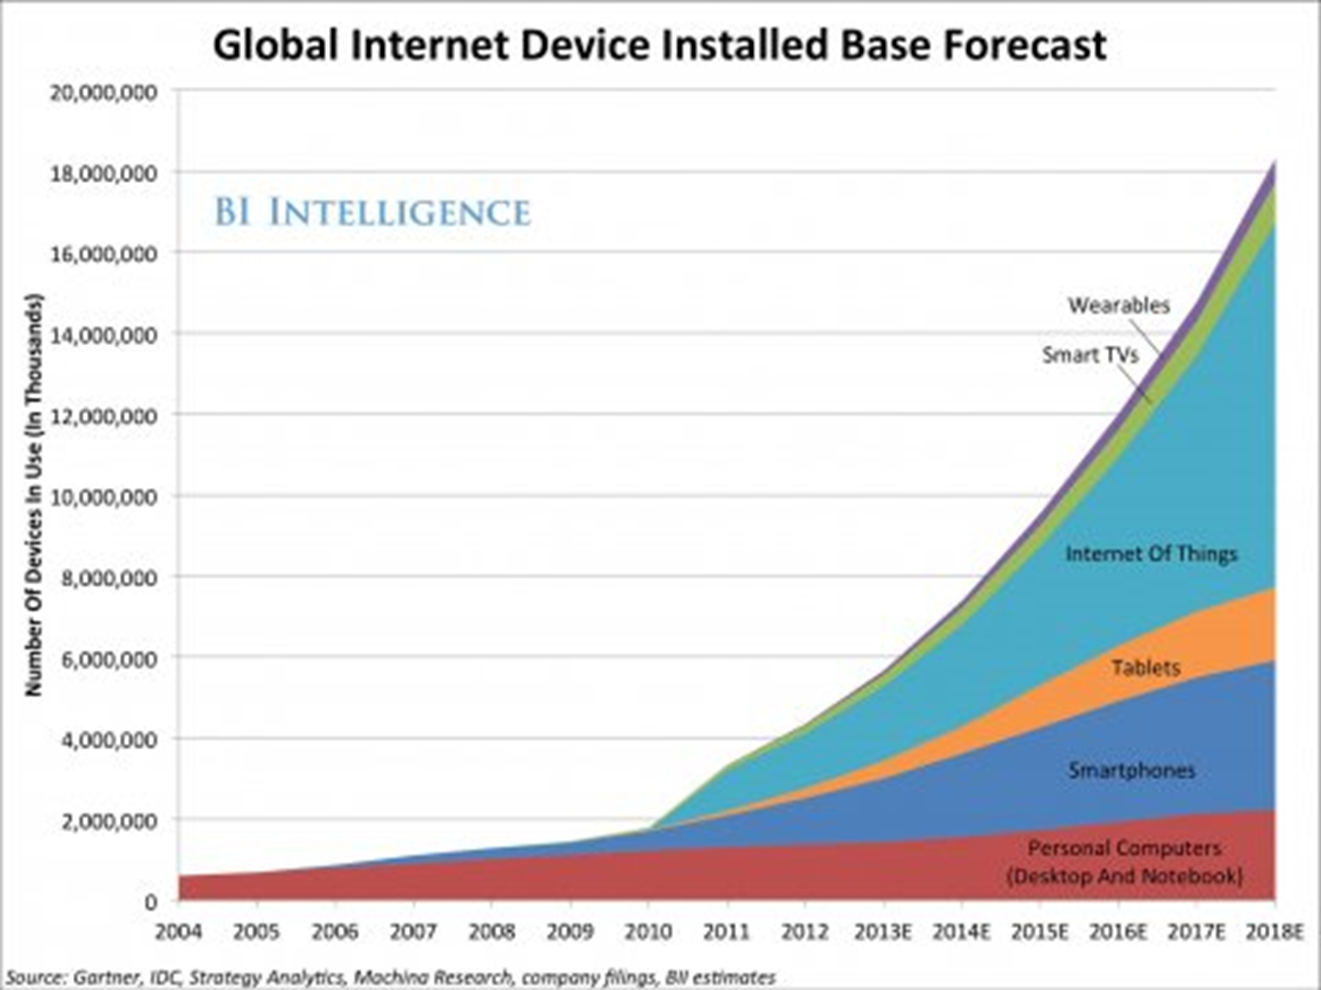 Global Internet Device Installed Base Forecast
20,000,000
18,000,000
BI INTELLIGENCE
16,000,000
Wearables
14,000,000
Smart TVs
12,000,000
Number Of Devices In Use (In Thousands)
10,000,000
Internet Of Things
8,000,000
6,000,000
Tablets
4,000,000
Smartphones
2,000,000
Personal Computers
(Desktop And Notebook)
0
2004 2005 2006 2007 2008 2009 2010 2011 2012 2013E 2014E 2015E 2016E 2017E 2018E
Source: Gartner, IDC, Strategy Analytics, Machina Research, company filings, BII estimates